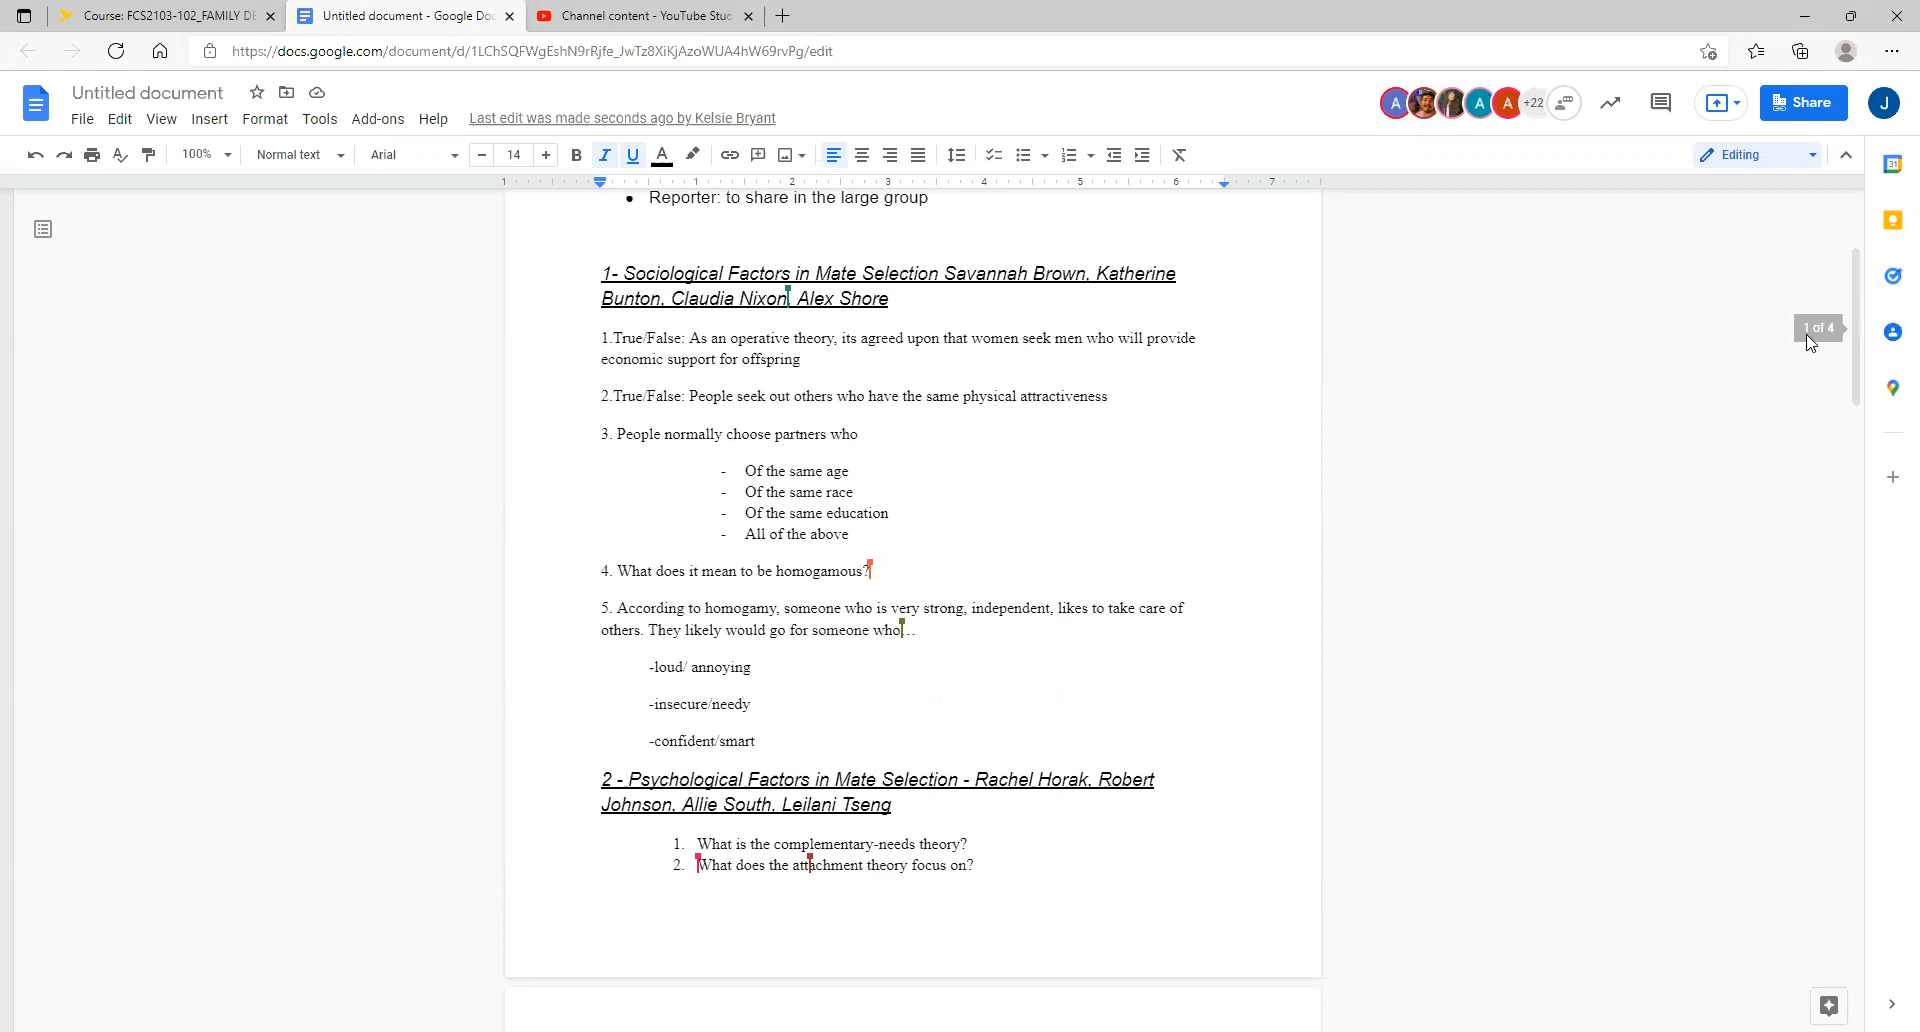 Course: FCS2103-102_FAMILY DE
Untitled document - Google Doc
Channel content - YouTube Stud
https://docs.google.com/document/d/1LChSQFWgEshN9rRjfe_JwTz8XiKjAzoWUA4hW69rvPg/edit
Untitled document
File Edit View Insert Format Tools Add-ons Help Last edit was made seconds ago by Kelsie Bryant
A A A +22 Share J
100% Normal text Arial 14 B I U A Editing
1 1 2 3 4 5 6 7
31
Reporter: to share in the large group
1- Sociological Factors in Mate Selection Savannah Brown, Katherine
Bunton, Claudia Nixon, Alex Shore
1 of 4
1.True/False: As an operative theory, its agreed upon that women seek men who will provide
economic support for offspring
2.True/False: People seek out others who have the same physical attractiveness
3. People normally choose partners who
- Of the same age
- Of the same race
- Of the same education
- All of the above
4. What does it mean to be homogamous?
5. According to homogamy, someone who is very strong, independent, likes to take care of
others. They likely would go for someone who…
-loud/ annoying
-insecure/needy
-confident/smart
2 - Psychological Factors in Mate Selection - Rachel Horak, Robert
Johnson, Allie South, Leilani Tseng
1. What is the complementary-needs theory?
2. What does the attachment theory focus on?